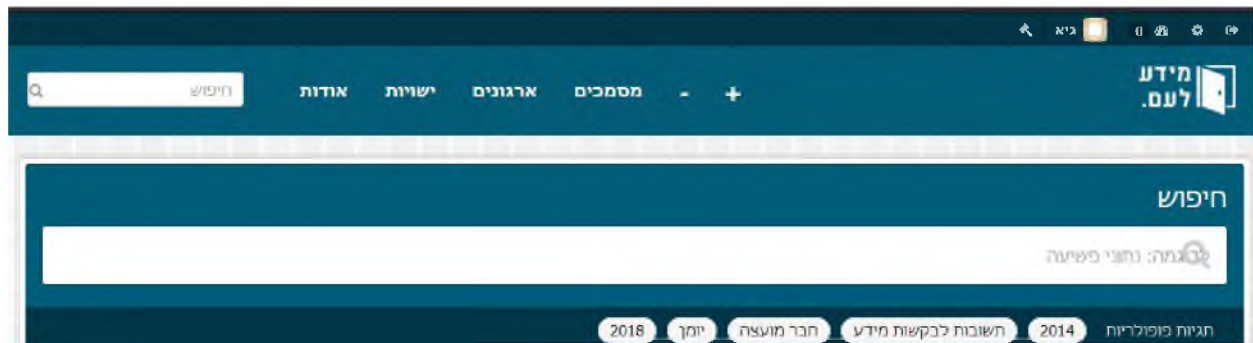 גיא 0
מידע
לעם.
+ - מסמכים ארגונים ישויות אודות חיפוש
חיפוש
לדוגמה: נתוני פשיעה
תגיות פופולריות 2014 תשובות לבקשות מידע חבר מועצה יומן 2018